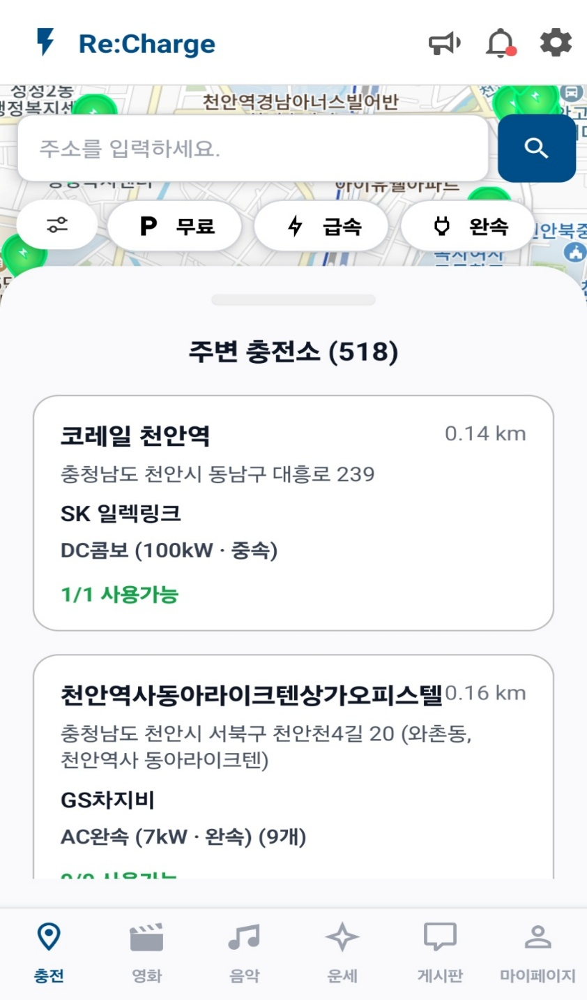 Re:Charge
성성2동
천안역경남아너스빌어반
주소를 입력하세요.
아이유쉘아파트
P 무료
급속
완속
주변 충전소 (518)
코레일 천안역
0.14 km
충청남도 천안시 동남구 대흥로 239
SK 일렉링크
DC콤보 (100kW · 중속)
1/1 사용가능
천안역사동아라이크텐상가오피스텔
0.16 km
충청남도 천안시 서북구 천안천4길 20 (와촌동,
천안역사 동아라이크텐)
GS차지비
AC완속 (7kW · 완속) (9개)
충전
영화
음악
운세
게시판
마이페이지